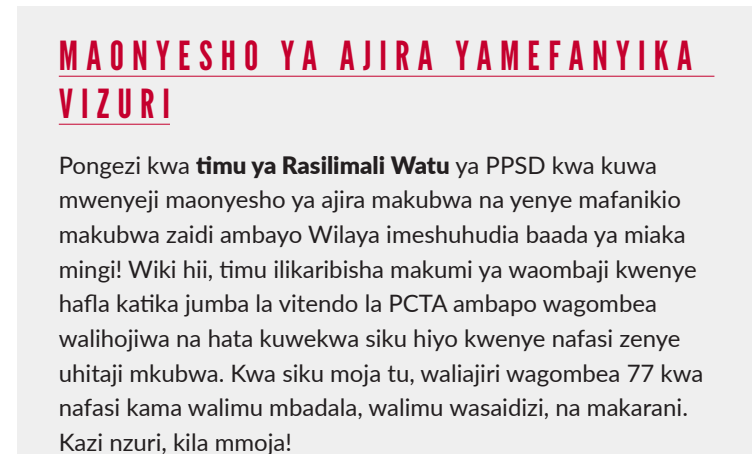 MAONYESHO YA AJIRA YAMEFANYIKA
VIZURI
Pongezi kwa timu ya Rasilimali Watu ya PPSD kwa kuwa
mwenyeji maonyesho ya ajira makubwa na yenye mafanikio
makubwa zaidi ambayo Wilaya imeshuhudia baada ya miaka
mingi! Wiki hii, timu ilikaribisha makumi ya waombaji kwenye
hafla katika jumba la vitendo la PCTA ambapo wagombea
walihojiwa na hata kuwekwa siku hiyo kwenye nafasi zenye
uhitaji mkubwa. Kwa siku moja tu, waliajiri wagombea 77 kwa
nafasi kama walimu mbadala, walimu wasaidizi, na makarani.
Kazi nzuri, kila mmoja!